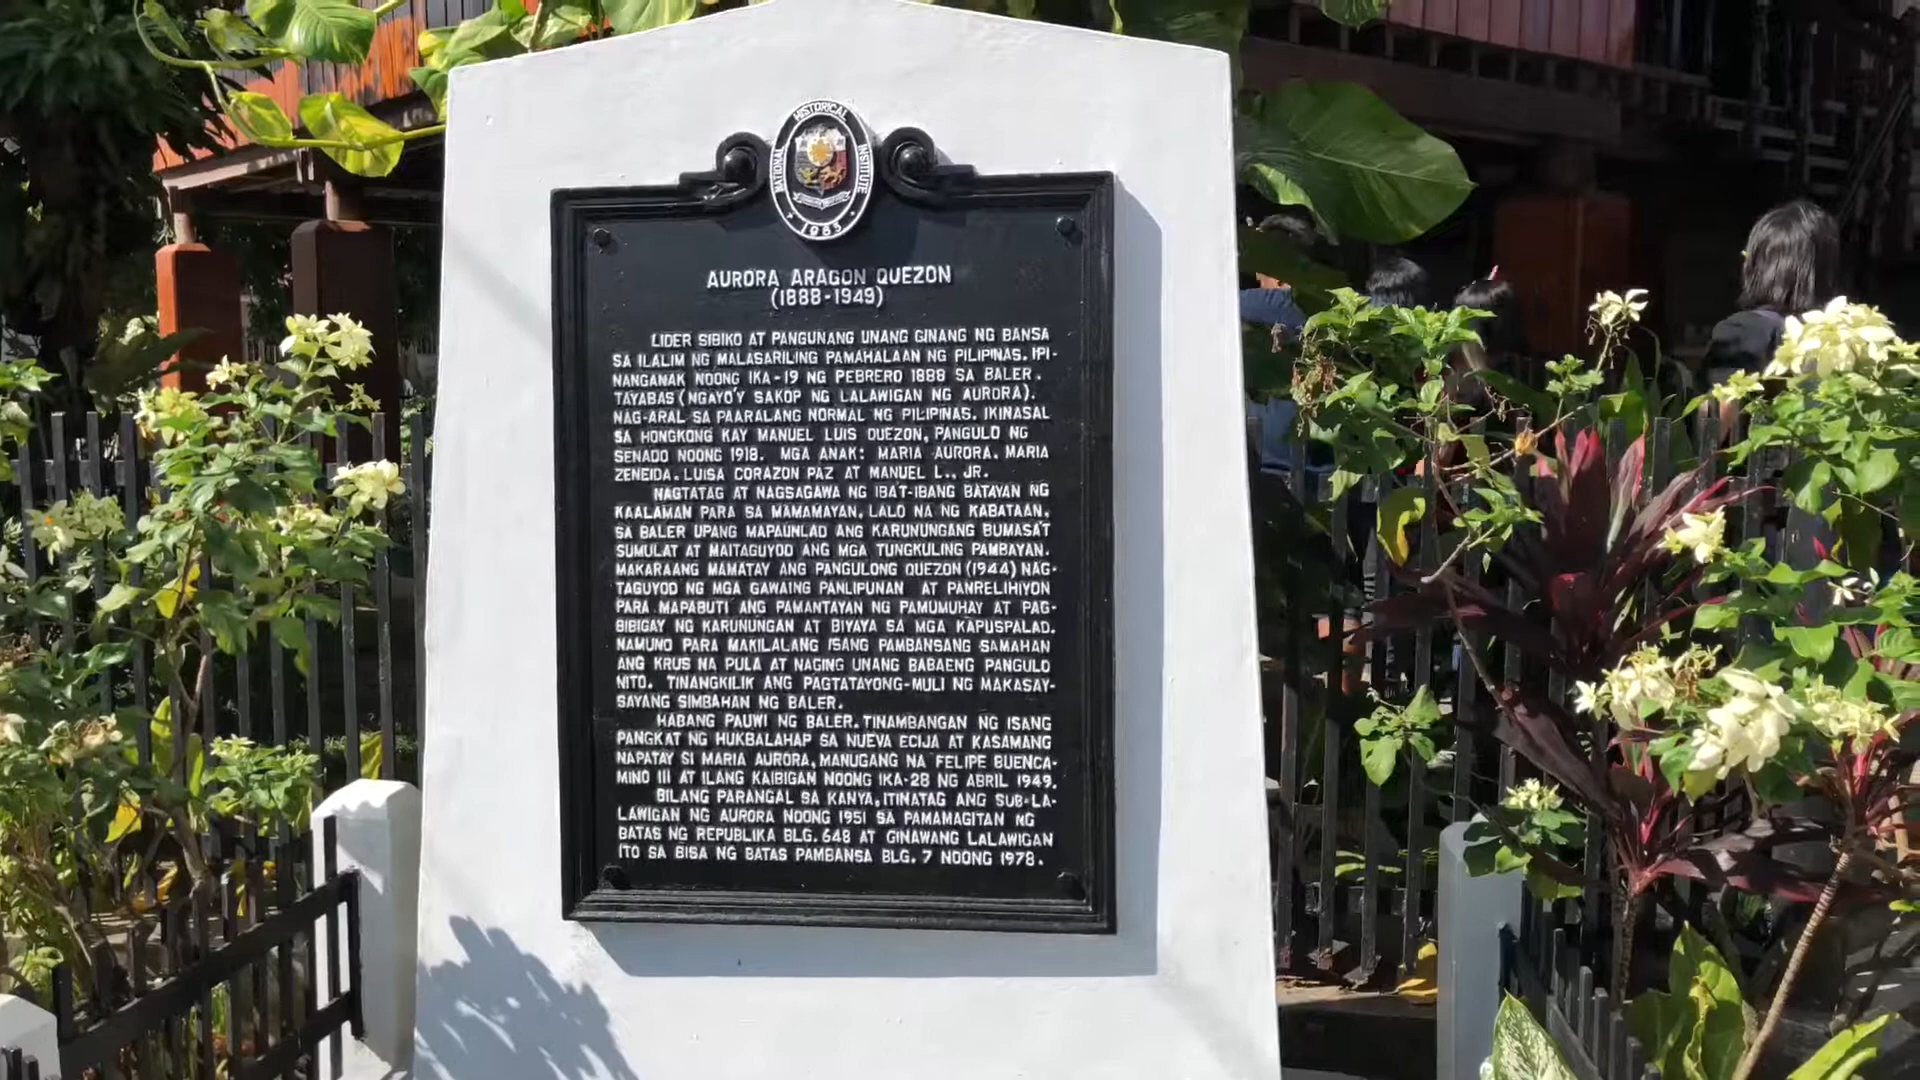 NATIONAL HISTORICAL INSTITUTE
1985
AURORA ARAGON QUEZON
(1888-1949)
LIDER SIBIKO AT PANGUNANG UNANG GINANG NG BANSA
SA ILALIM NG MALASARILING PAMAHALAAN NG PILIPINAS. IPI-
NANGANAK NOONG IKA-19 NG PEBRERO 1888 SA BALER.
TAYABAS (NGAYO'Y SAKOP NG LALAWIGAN NG AURORA).
NAG-ARAL SA PAARALANG NORMAL NG PILIPINAS. IKINASAL
SA HONGKONG KAY MANUEL LUIS QUEZON, PANGULO NG
SENADO NOONG 1918. MGA ANAK: MARIA AURORA. MARIA
ZENEIDA. LUISA CORAZON PAZ AT MANUEL L., JR.
NAGTATAG AT NAGSAGAWA NG IBAT-IBANG BATAYAN NG
KAALAMAN PARA SA MAMAMAYAN, LALO NA NG KABATAAN,
SA BALER UPANG MAPAUNLAD ANG KARUNUNGANG BUMASA'T
SUMULAT AT MAITAGUYOD ANG MGA TUNGKULING PAMBAYAN.
MAKARAANG MAMATAY ANG PANGULONG QUEZON (1944) NAG-
TAGUYOD NG MGA GAWAING PANLIPUNAN AT PANRELIHIYON
PARA MAPABUTI ANG PAMANTAYAN NG PAMUMUHAY AT PAG-
BIBIGAY NG KARUNUNGAN AT BIYAYA SA MGA KAPUSPALAD.
NAMUNO PARA MAKILALANG ISANG PAMBANSANG SAMAHAN
ANG KRUS NA PULA AT NAGING UNANG BABAENG PANGULO
NITO. TINANGKILIK ANG PAGTATAYONG-MULI NG MAKASAY-
SAYANG SIMBAHAN NG BALER.
HABANG PAUWI NG BALER. TINAMBANGAN NG ISANG
PANGKAT NG HUKBALAHAP SA NUEVA ECIJA AT KASAMANG
NAPATAY SI MARIA AURORA, MANUGANG NA FELIPE BUENCA-
MINO III AT ILANG KAIBIGAN NOONG IKA-28 NG ABRIL 1949.
BILANG PARANGAL SA KANYA, ITINATAG ANG SUB-LA-
LAWIGAN NG AURORA NOONG 1951 SA PAMAMAGITAN NG
BATAS NG REPUBLIKA BLG. 648 AT GINAWANG LALAWIGAN
ITO SA BISA NG BATAS PAMBANSA BLG. 7 NOONG 1978.